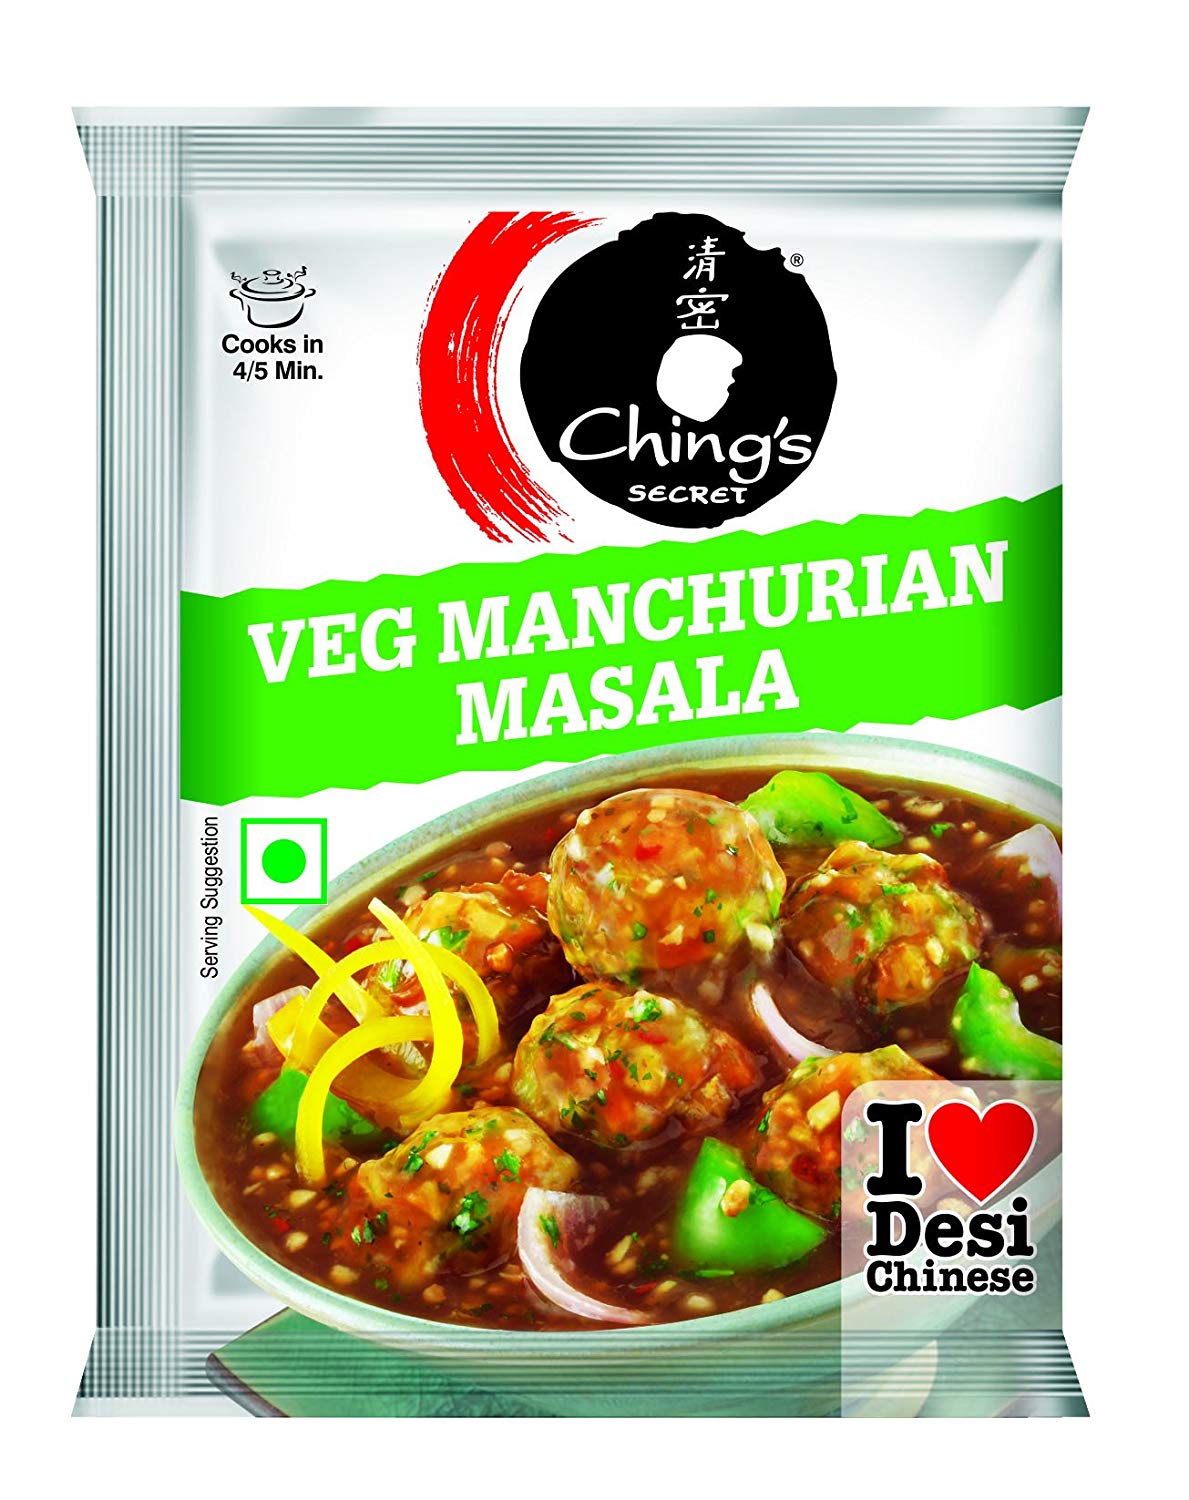 清
密
®
Ching's
SECRET
Cooks in
4/5 Min.
VEG MANCHURIAN
MASALA
Serving Suggestion
I ♥
Desi
Chinese